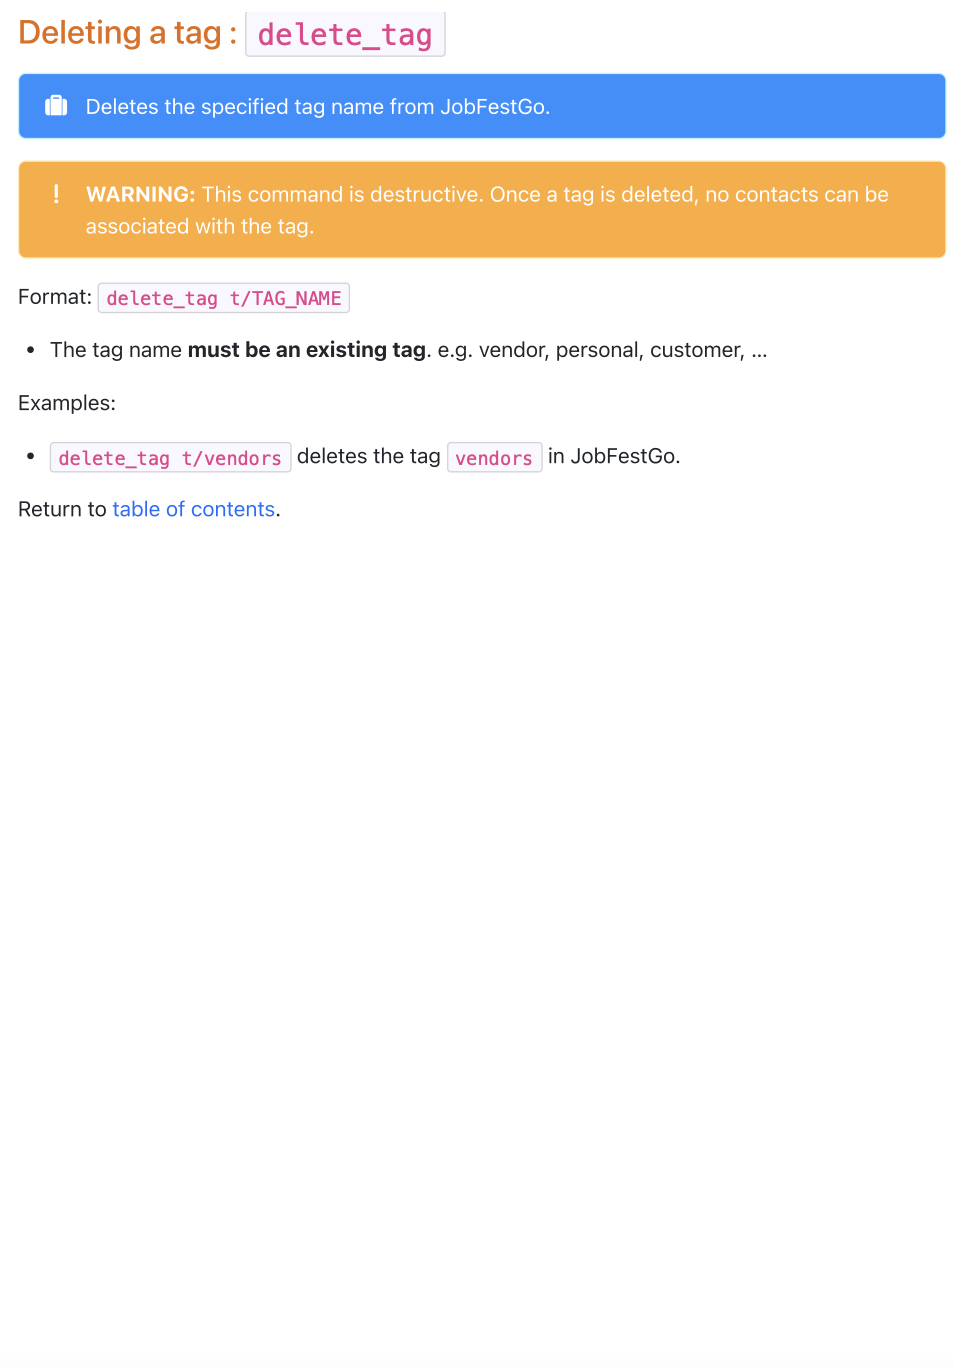 Deleting a tag : delete_tag
Deletes the specified tag name from JobFestGo.
WARNING: This command is destructive. Once a tag is deleted, no contacts can be
associated with the tag.
Format: delete_tag t/TAG_NAME
• The tag name must be an existing tag. e.g. vendor, personal, customer, ...
Examples:
• delete_tag t/vendors deletes the tag vendors in JobFestGo.
Return to table of contents.